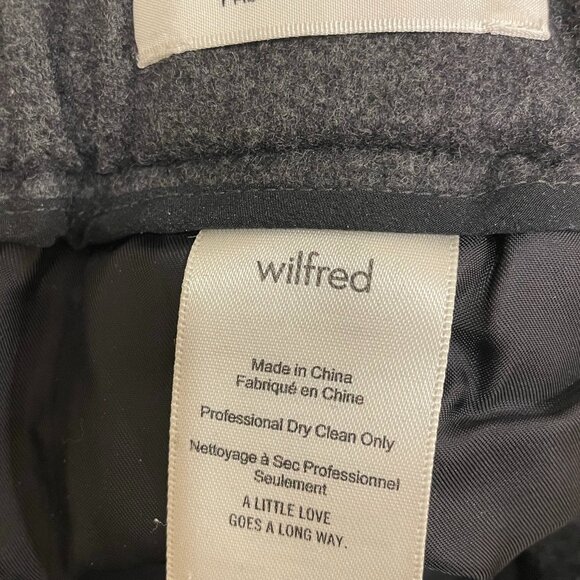 wilfred
Made in China
Fabriqué en Chine
Professional Dry Clean Only
Nettoyage à Sec Professionnel
Seulement
A LITTLE LOVE
GOES A LONG WAY.